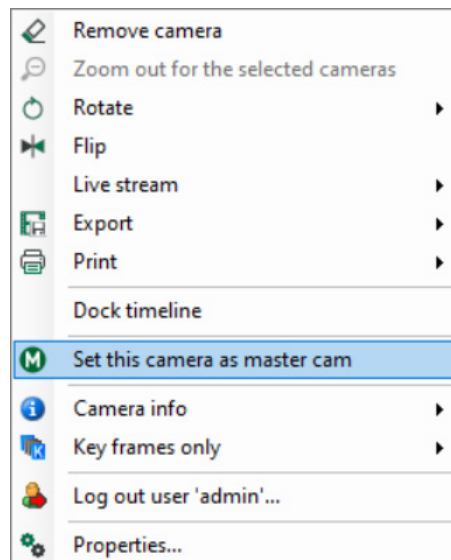 Remove camera
Zoom out for the selected cameras
Rotate
Flip
Live stream
Export
Print
Dock timeline
M Set this camera as master cam
Camera info
K Key frames only
Log out user 'admin'...
Properties...